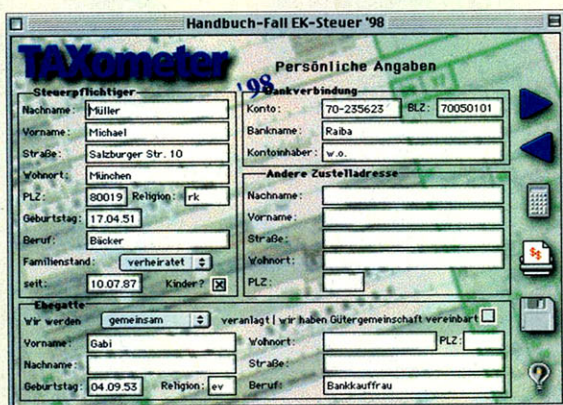 Handbuch-Fall EK-Steuer '98
TAXometer '98
Persönliche Angaben
Steuerpflichtiger
Nachname: Müller
Vorname: Michael
Straße: Salzburger Str. 10
Wohnort: München
PLZ: 80019 Religion: rk
Geburtstag: 17.04.51
Beruf: Bäcker
Familienstand: verheiratet
seit: 10.07.87 Kinder?
Bankverbindung
Konto: 70-235623 BLZ: 70050101
Bankname: Raiba
Kontoinhaber: w.o.
Andere Zustelladresse
Nachname:
Vorname:
Straße:
Wohnort:
PLZ:
Ehegatte
Wir werden gemeinsam veranlagt | wir haben Gütergemeinschaft vereinbart
Vorname: Gabi Wohnort: PLZ:
Nachname: Straße:
Geburtstag: 04.09.53 Religion: ev Beruf: Bankkauffrau